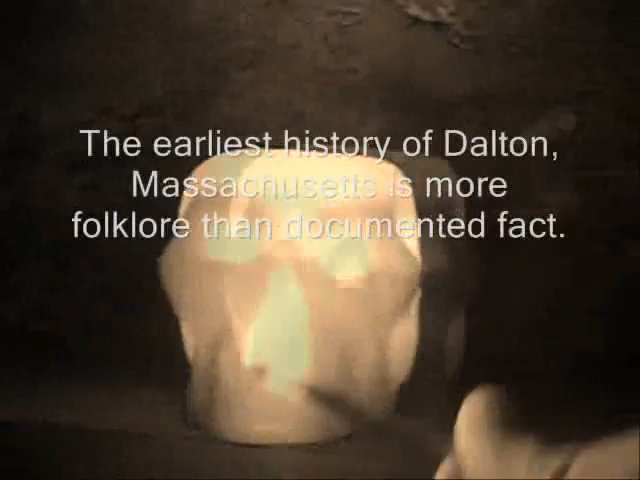 The earliest history of Dalton,
Massachusetts is more
folklore than documented fact.